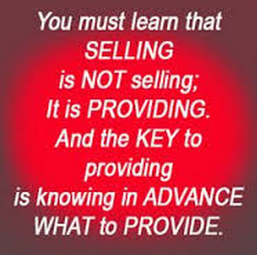 You must learn that
SELLING
is NOT selling;
It is PROVIDING.
And the KEY to
providing
is knowing in ADVANCE
WHAT to PROVIDE.